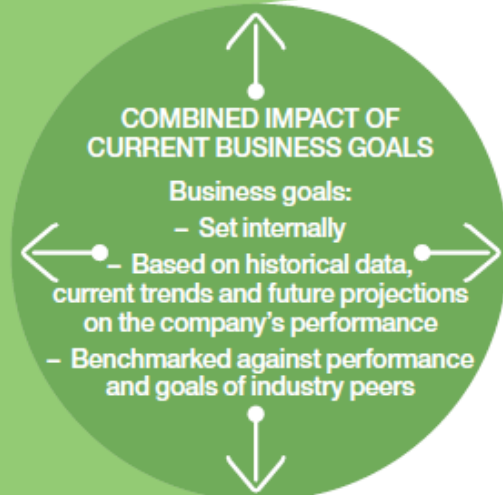 COMBINED IMPACT OF
CURRENT BUSINESS GOALS
Business goals:
– Set internally
– Based on historical data,
current trends and future projections
on the company's performance
– Benchmarked against performance
and goals of industry peers